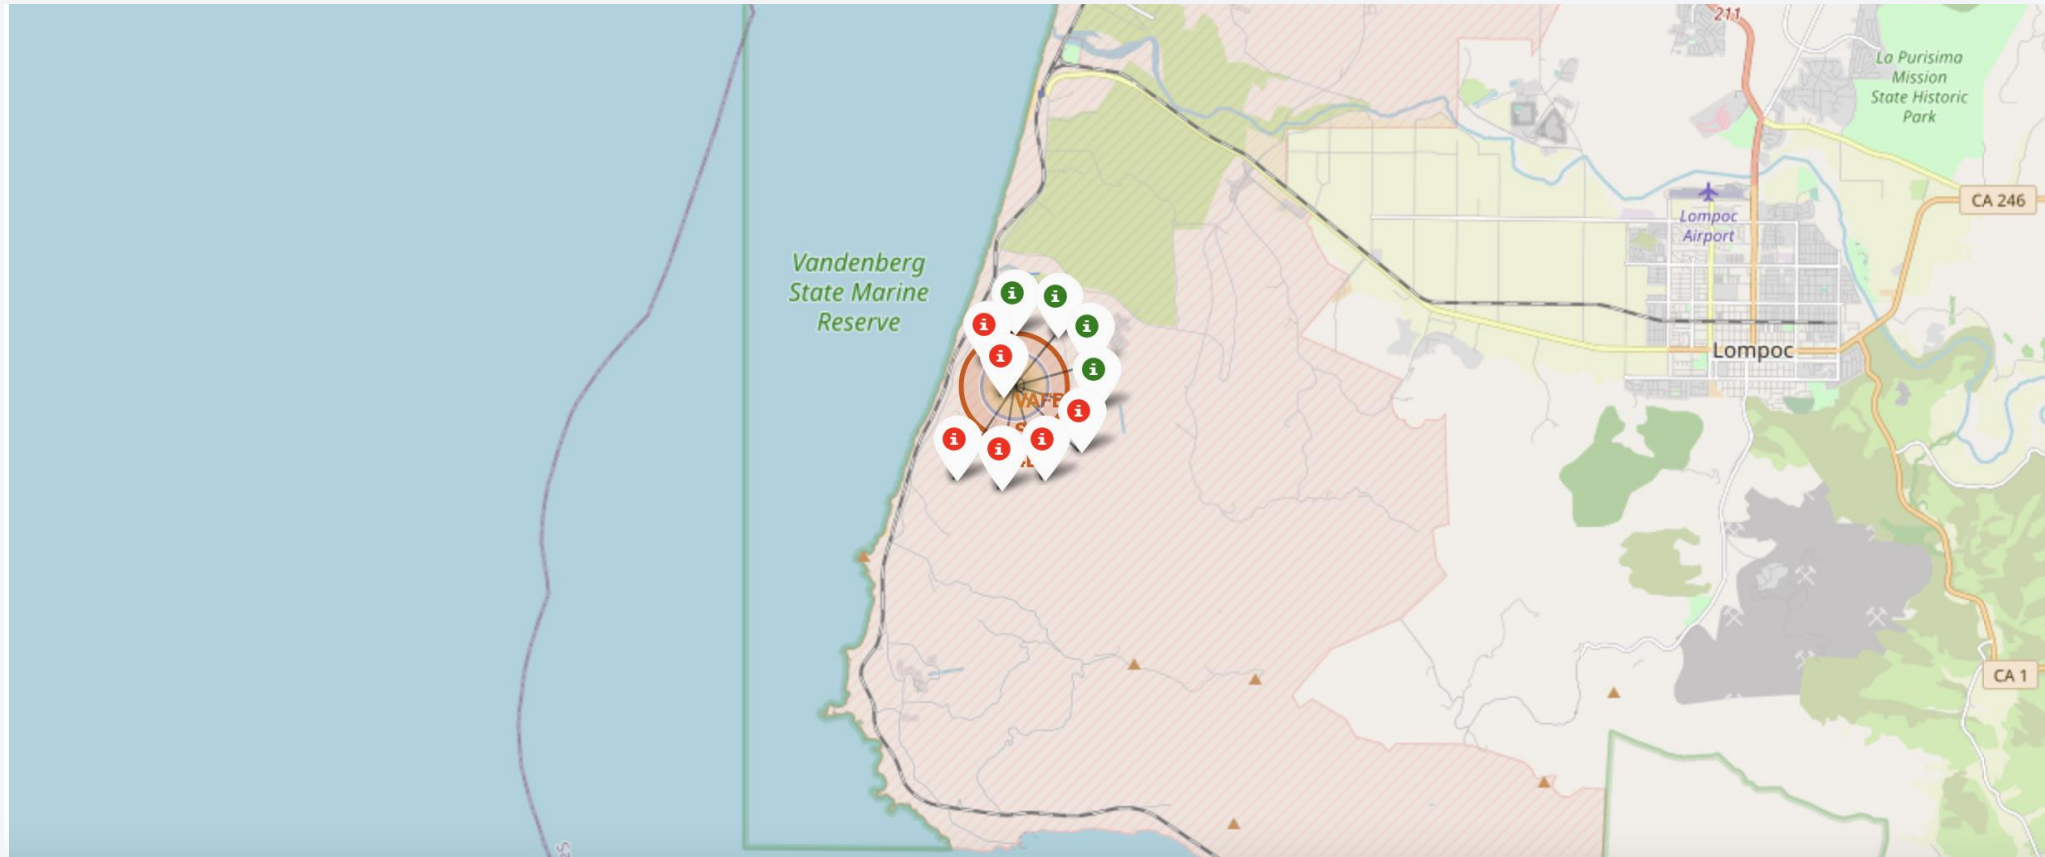 211
La Purisima
Mission
State Historic
Park
CA 246
Lompoc
Airport
Vandenberg
State Marine
Reserve
Lompoc
CA 1